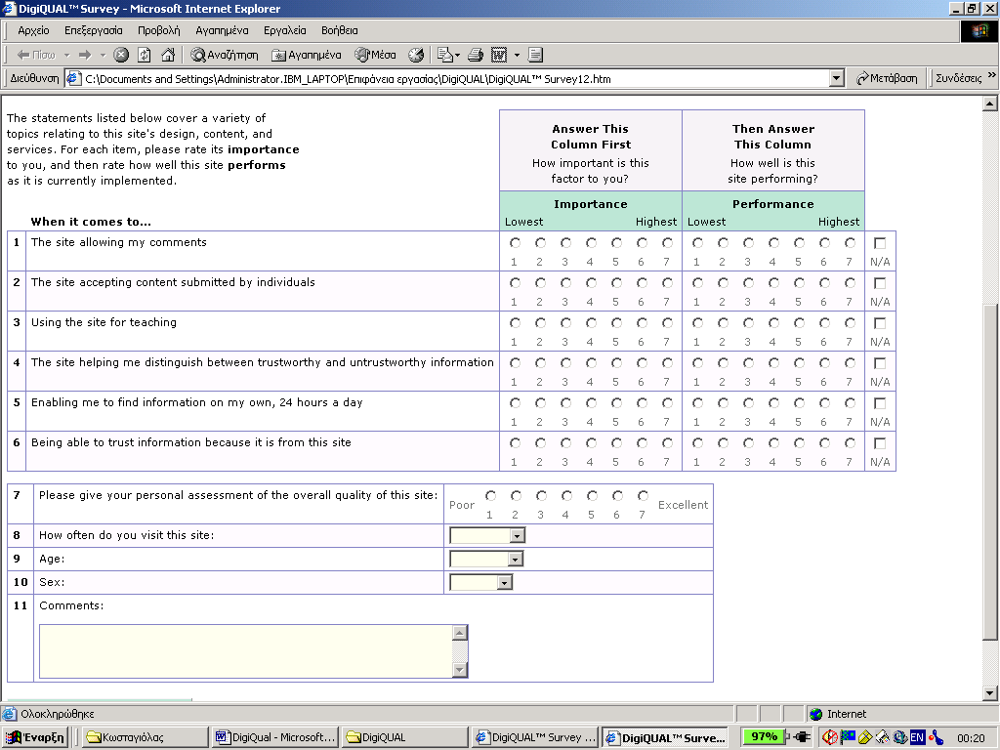 DigiQUAL™ Survey - Microsoft Internet Explorer
Αρχείο Επεξεργασία Προβολή Αγαπημένα Εργαλεία Βοήθεια
Πίσω Αναζήτηση Αγαπημένα Μέσα
Διεύθυνση C:\Documents and Settings\Administrator.IBM_LAPTOP\Επιφάνεια εργασίας\DigiQUAL\DigiQUAL™ Survey12.htm Μετάβαση Συνδέσεις »
The statements listed below cover a variety of
topics relating to this site's design, content, and
services. For each item, please rate its importance
to you, and then rate how well this site performs
as it is currently implemented.
Answer This
Column First
How important is this
factor to you?
Then Answer
This Column
How well is this
site performing?
Importance Performance
When it comes to... Lowest Highest Lowest Highest
1 The site allowing my comments
1 2 3 4 5 6 7 1 2 3 4 5 6 7 N/A
2 The site accepting content submitted by individuals
1 2 3 4 5 6 7 1 2 3 4 5 6 7 N/A
3 Using the site for teaching
1 2 3 4 5 6 7 1 2 3 4 5 6 7 N/A
4 The site helping me distinguish between trustworthy and untrustworthy information
1 2 3 4 5 6 7 1 2 3 4 5 6 7 N/A
5 Enabling me to find information on my own, 24 hours a day
1 2 3 4 5 6 7 1 2 3 4 5 6 7 N/A
6 Being able to trust information because it is from this site
1 2 3 4 5 6 7 1 2 3 4 5 6 7 N/A
7 Please give your personal assessment of the overall quality of this site: Poor Excellent
1 2 3 4 5 6 7
8 How often do you visit this site:
9 Age:
10 Sex:
11 Comments:
Ολοκληρώθηκε Internet
Έναρξη Κωσταγιόλας DigiQual - Microsoft... DigiQUAL DigiQUAL™ Survey ... DigiQUAL™ Surve... 97% EN 00:20